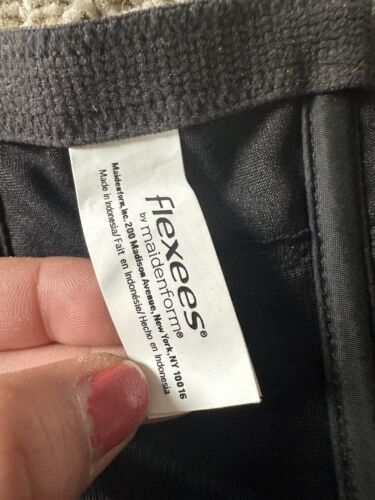 flexees®
by maidenform®
Maidenform, Inc. 200 Madison Avenue, New York, NY 10016
Made in Indonesia/ Fait en Indonésie/ Hecho en Indonesia